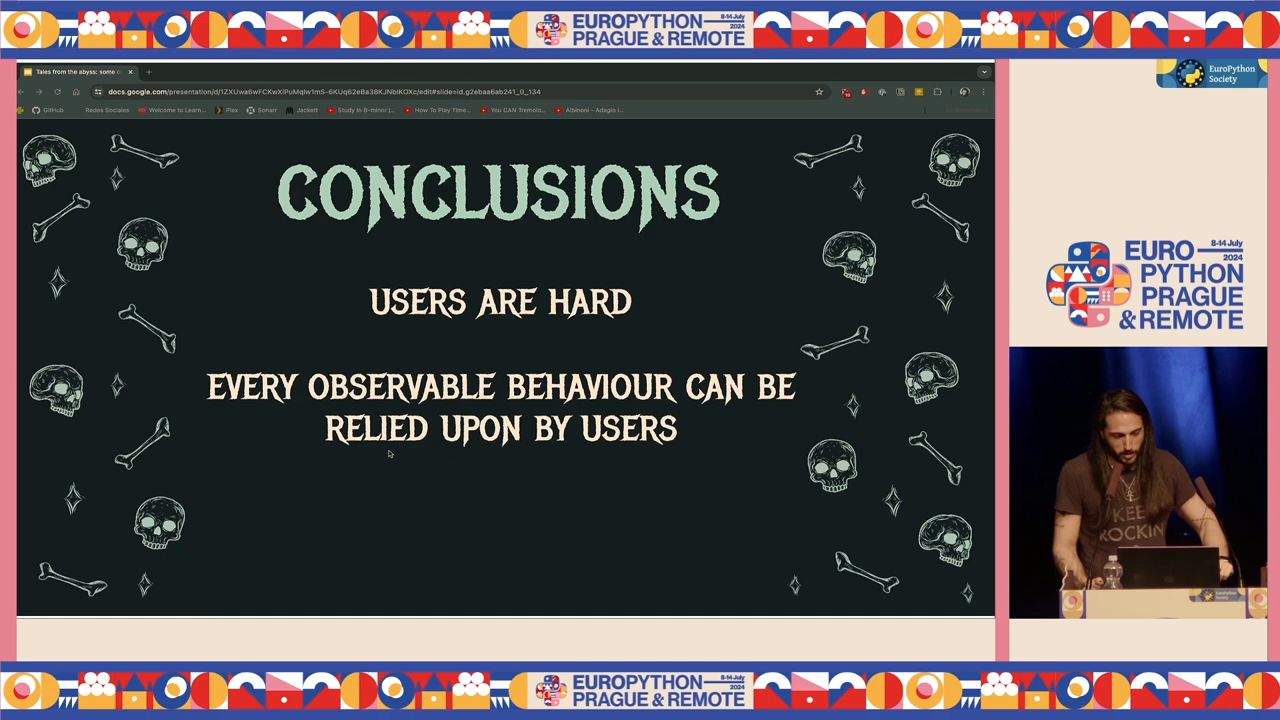 8-14 July
EUROPYTHON
2024
PRAGUE & REMOTE
Tales from the abyss: some o
docs.google.com/presentation/d/1ZXUwa6wFCKwXiPuMqlw1mS-6KUq62eBa38KJNbIKOXc/edit#slide=id.g2ebaa6ab241_0_134
GitHub
Redes Sociales
Welcome to Learn...
Plex
Sonarr
Jackett
Study In B-minor |...
How To Play Time...
You CAN Tremolo...
Albinoni - Adagio i...
EuroPython
Society
CONCLUSIONS
USERS ARE HARD
EVERY OBSERVABLE BEHAVIOUR CAN BE
RELIED UPON BY USERS
EURO
8-14 July
2024
PYTHON
PRAGUE
& REMOTE
KEEP
ROCKIN
EuroPython
Society
8-14 July
EUROPYTHON
2024
PRAGUE & REMOTE